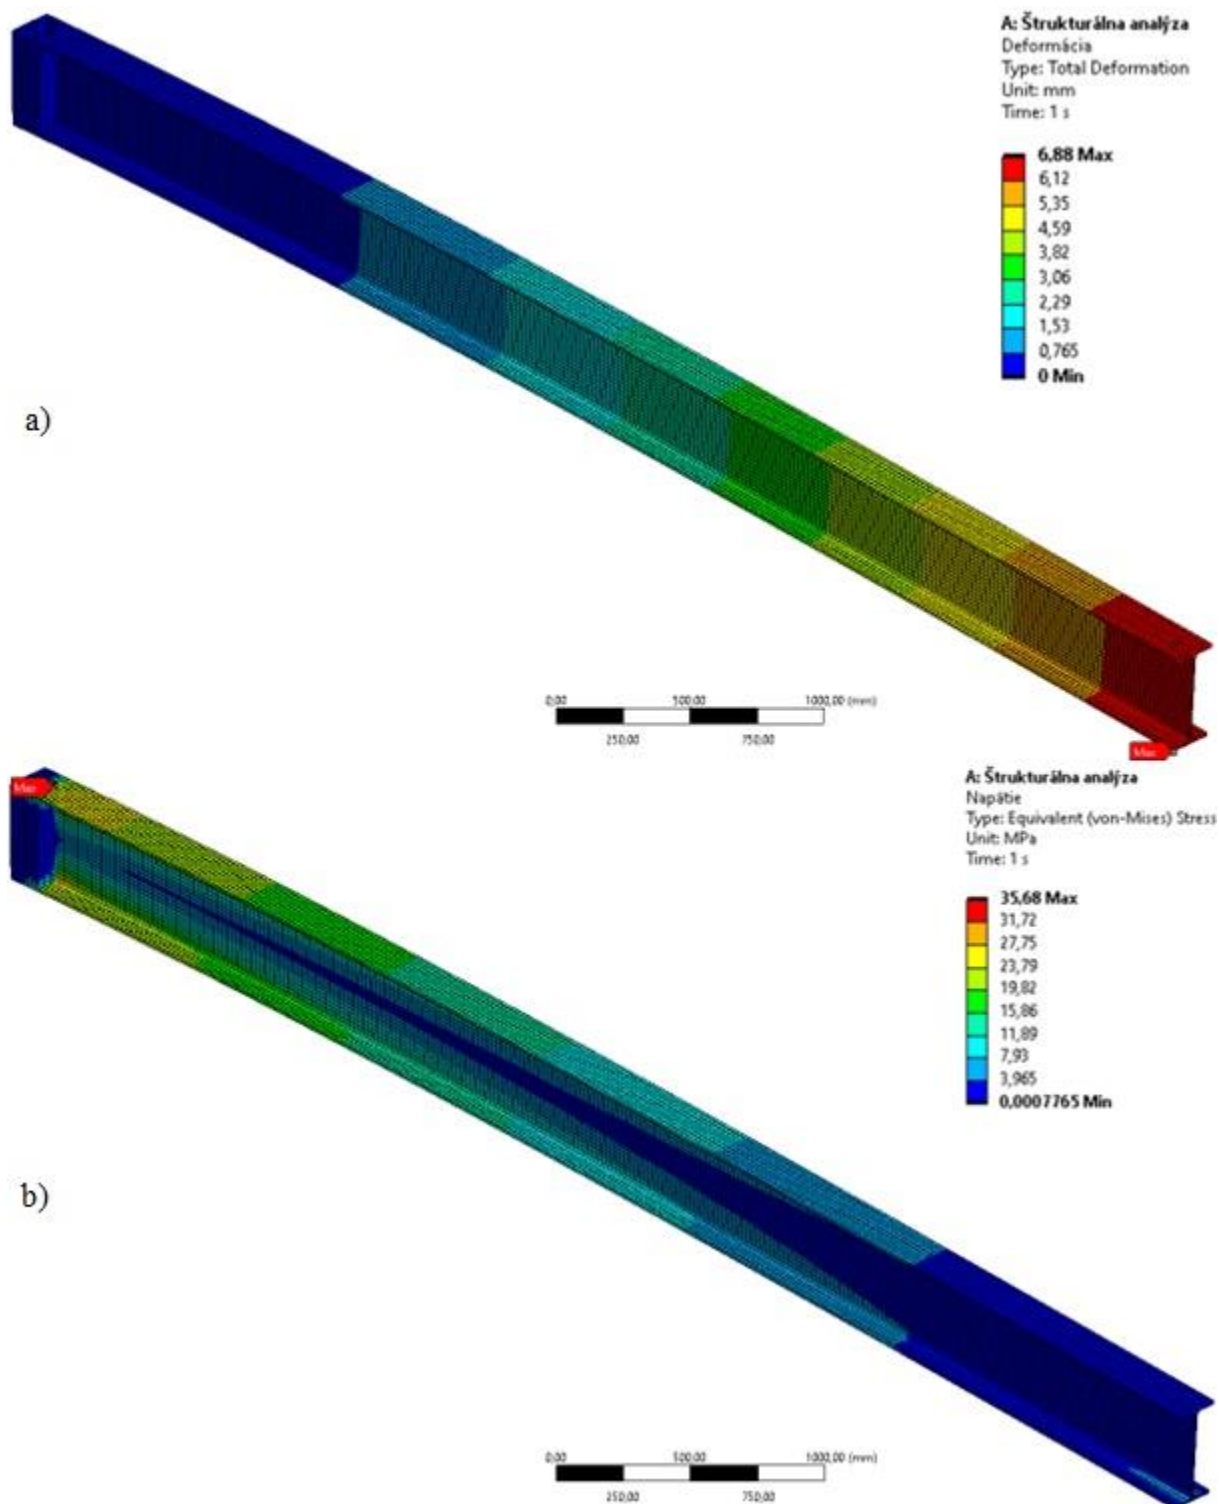 A: Štrukturálna analýza
Deformácia
Type: Total Deformation
Unit: mm
Time: 1 s
6,88 Max
6,12
5,35
4,59
3,82
3,06
2,29
1,53
0,765
0 Min
a)
0,00 500,00 1000,00 (mm)
250,00 750,00
Max
A: Štrukturálna analýza
Napätie
Type: Equivalent (von-Mises) Stress
Unit: MPa
Time: 1 s
Max
35,68 Max
31,72
27,75
23,79
19,82
15,86
11,89
7,93
3,965
0,0007765 Min
b)
0,00 500,00 1000,00 (mm)
250,00 750,00